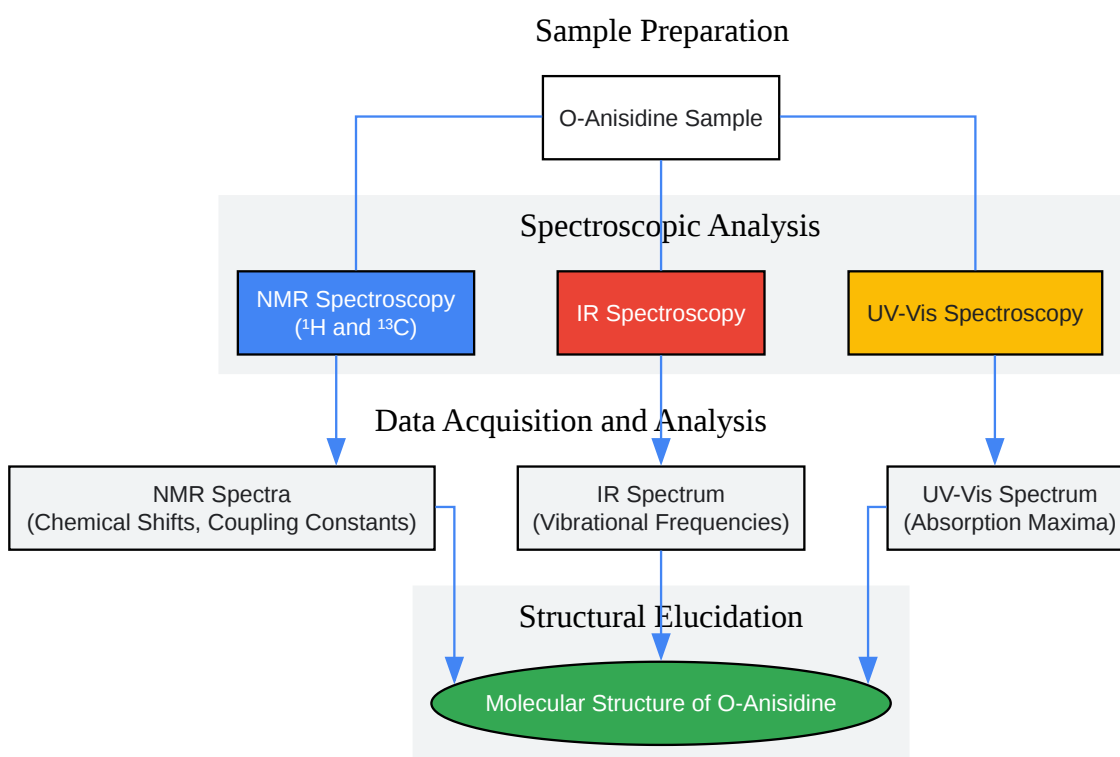 Sample Preparation
O-Anisidine Sample
Spectroscopic Analysis
NMR Spectroscopy
(¹H and ¹³C)
IR Spectroscopy
UV-Vis Spectroscopy
Data Acquisition and Analysis
NMR Spectra
(Chemical Shifts, Coupling Constants)
IR Spectrum
(Vibrational Frequencies)
UV-Vis Spectrum
(Absorption Maxima)
Structural Elucidation
Molecular Structure of O-Anisidine